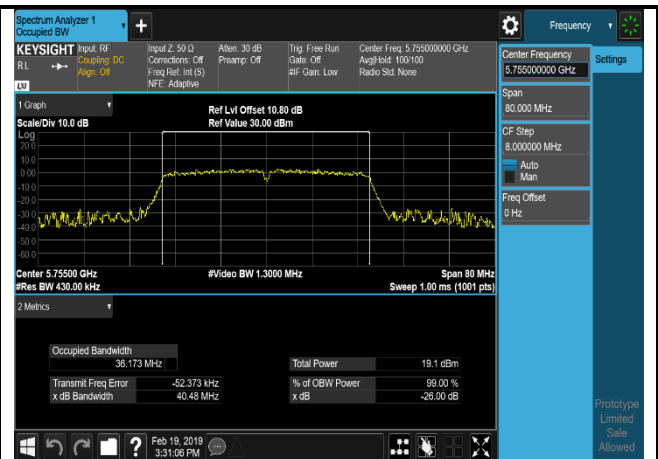 Spectrum Analyzer 1
Occupied BW
Frequency
KEYSIGHT Input: RF
RL
Coupling: DC
Align: Off
Input Z: 50 Ω
Corrections: Off
Freq Ref: Int (S)
NFE: Adaptive
Atten: 30 dB
Preamp: Off
Trig: Free Run
Gate: Off
#IF Gain: Low
Center Freq: 5.755000000 GHz
Avg|Hold: 100/100
Radio Std: None
Center Frequency
5.755000000 GHz
Settings
Span
80.000 MHz
CF Step
8.000000 MHz
Auto
Man
Freq Offset
0 Hz
1 Graph
Scale/Div 10.0 dB
Ref Lvl Offset 10.80 dB
Ref Value 30.00 dBm
Log
20.0
10.0
0.00
-10.0
-20.0
-30.0
-40.0
-50.0
-60.0
Center 5.75500 GHz
#Res BW 430.00 kHz
#Video BW 1.3000 MHz
Span 80 MHz
Sweep 1.00 ms (1001 pts)
2 Metrics
Occupied Bandwidth
36.173 MHz
Total Power 19.1 dBm
Transmit Freq Error -52.373 kHz
% of OBW Power 99.00 %
x dB Bandwidth 40.48 MHz
x dB -26.00 dB
Feb 19, 2019
3:31:06 PM
Prototype
Limited
Sale
Allowed